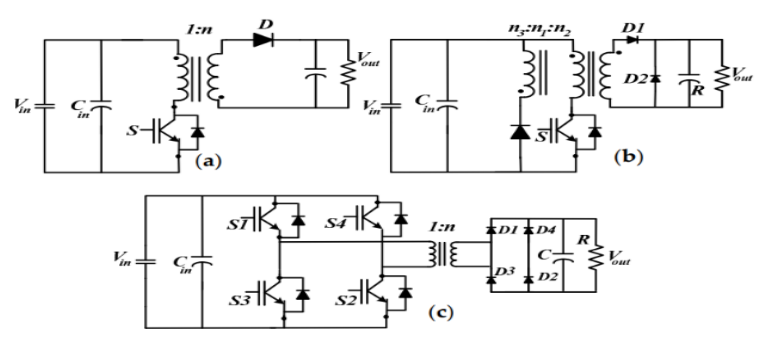 1:n
D
V_in
C_in
S
V_out
(a)
n_3:n_1:n_2
D1
V_in
C_in
D2
R
V_out
S
(b)
S1
S4
1:n
D1
D4
R
V_in
C_in
C
V_out
D3
D2
S3
S2
(c)